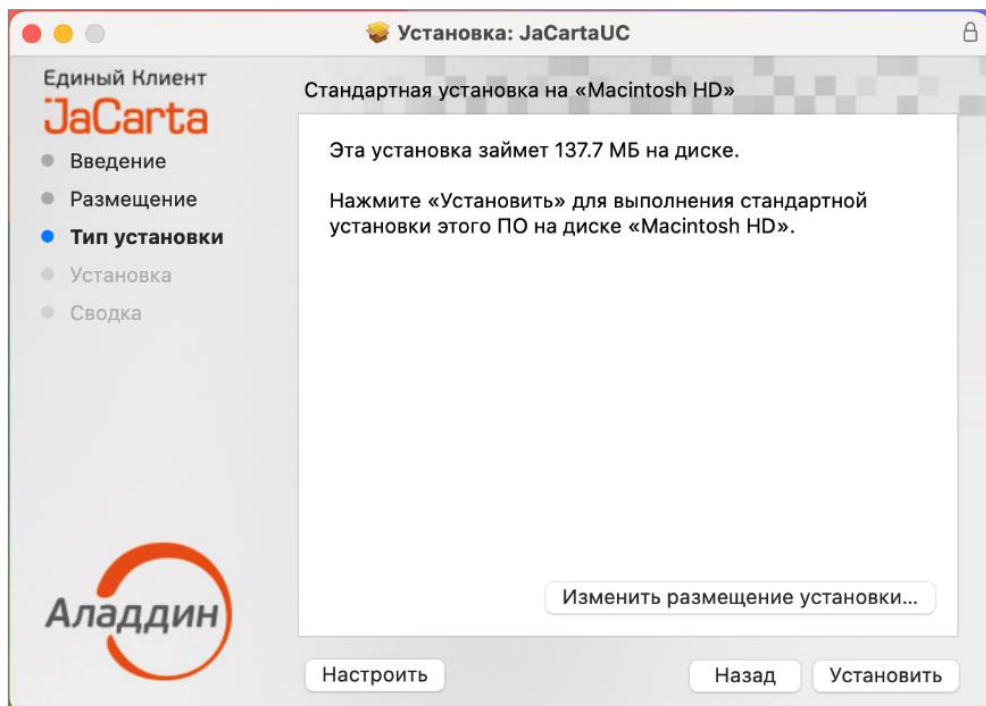 Установка: JaCartaUC
Единый Клиент
JaCarta
Введение
Размещение
Тип установки
Установка
Сводка
Аладдин
Стандартная установка на «Macintosh HD»
Эта установка займет 137.7 МБ на диске.
Нажмите «Установить» для выполнения стандартной
установки этого ПО на диске «Macintosh HD».
Изменить размещение установки...
Настроить
Назад
Установить